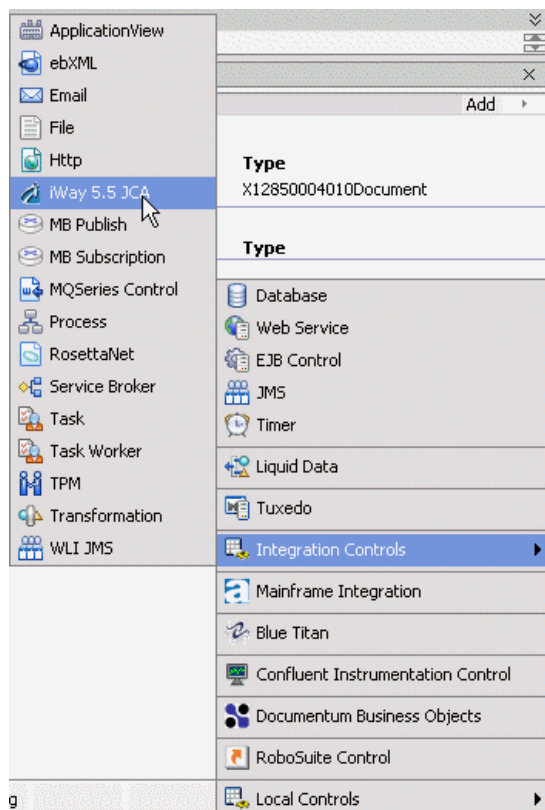 ApplicationView
ebXML
Email
File
Http
iWay 5.5 JCA
MB Publish
MB Subscription
MQSeries Control
Process
RosettaNet
Service Broker
Task
Task Worker
TPM
Transformation
WLI JMS
Add
Type
X12850004010Document
Type
Database
Web Service
EJB Control
JMS
Timer
Liquid Data
Tuxedo
Integration Controls
Mainframe Integration
Blue Titan
Confluent Instrumentation Control
Documentum Business Objects
RoboSuite Control
Local Controls
g